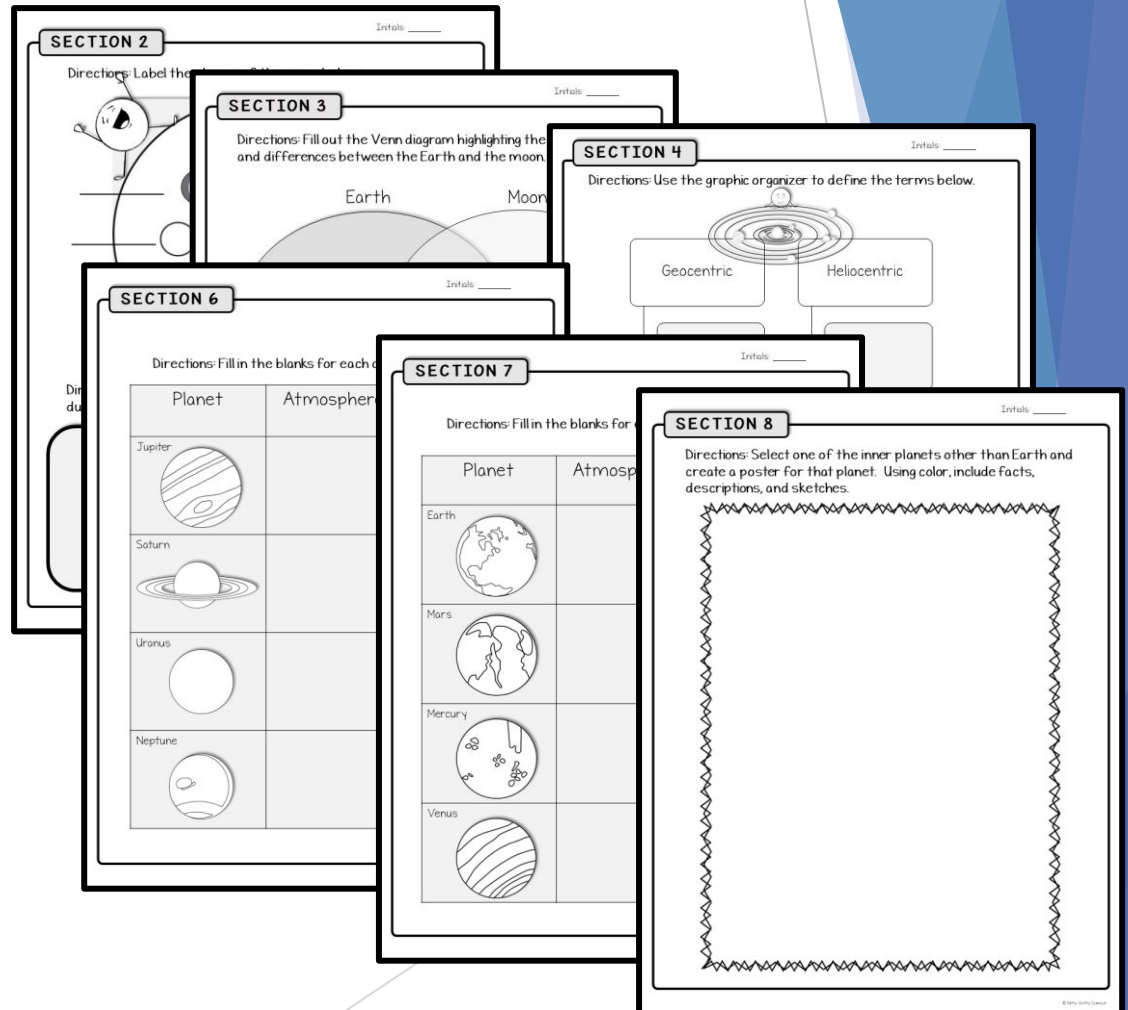 Initials: ______
SECTION 2
Directions: Label the
Dir
du
Initials: ______
SECTION 3
Directions: Fill out the Venn diagram highlighting the
and differences between the Earth and the moon.
Earth
Moon
Initials: ______
SECTION 4
Directions: Use the graphic organizer to define the terms below.
Geocentric
Heliocentric
Initials: ______
SECTION 6
Directions: Fill in the blanks for each
Planet
Atmosphere
Jupiter
Saturn
Uranus
Neptune
Initials: ______
SECTION 7
Directions: Fill in the blanks for
Planet
Atmosp
Earth
Mars
Mercury
Venus
Initials: ______
SECTION 8
Directions: Select one of the inner planets other than Earth and
create a poster for that planet. Using color, include facts,
descriptions, and sketches.
© Nitty Gritty Science